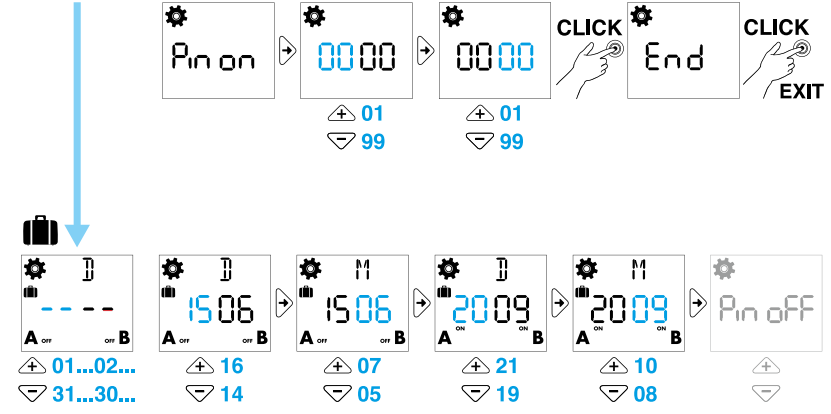 Pin on 0000 0000 CLICK End CLICK
EXIT
+ 01 + 01
- 99 - 99
D D M D M
-- -- 1506 1506 2009 2009 Pin oFF
A OFF OFF B A OFF OFF B A OFF OFF B A ON ON B A ON ON B
+ 01...02... + 16 + 07 + 21 + 10 +
- 31...30... - 14 - 05 - 19 - 08 -